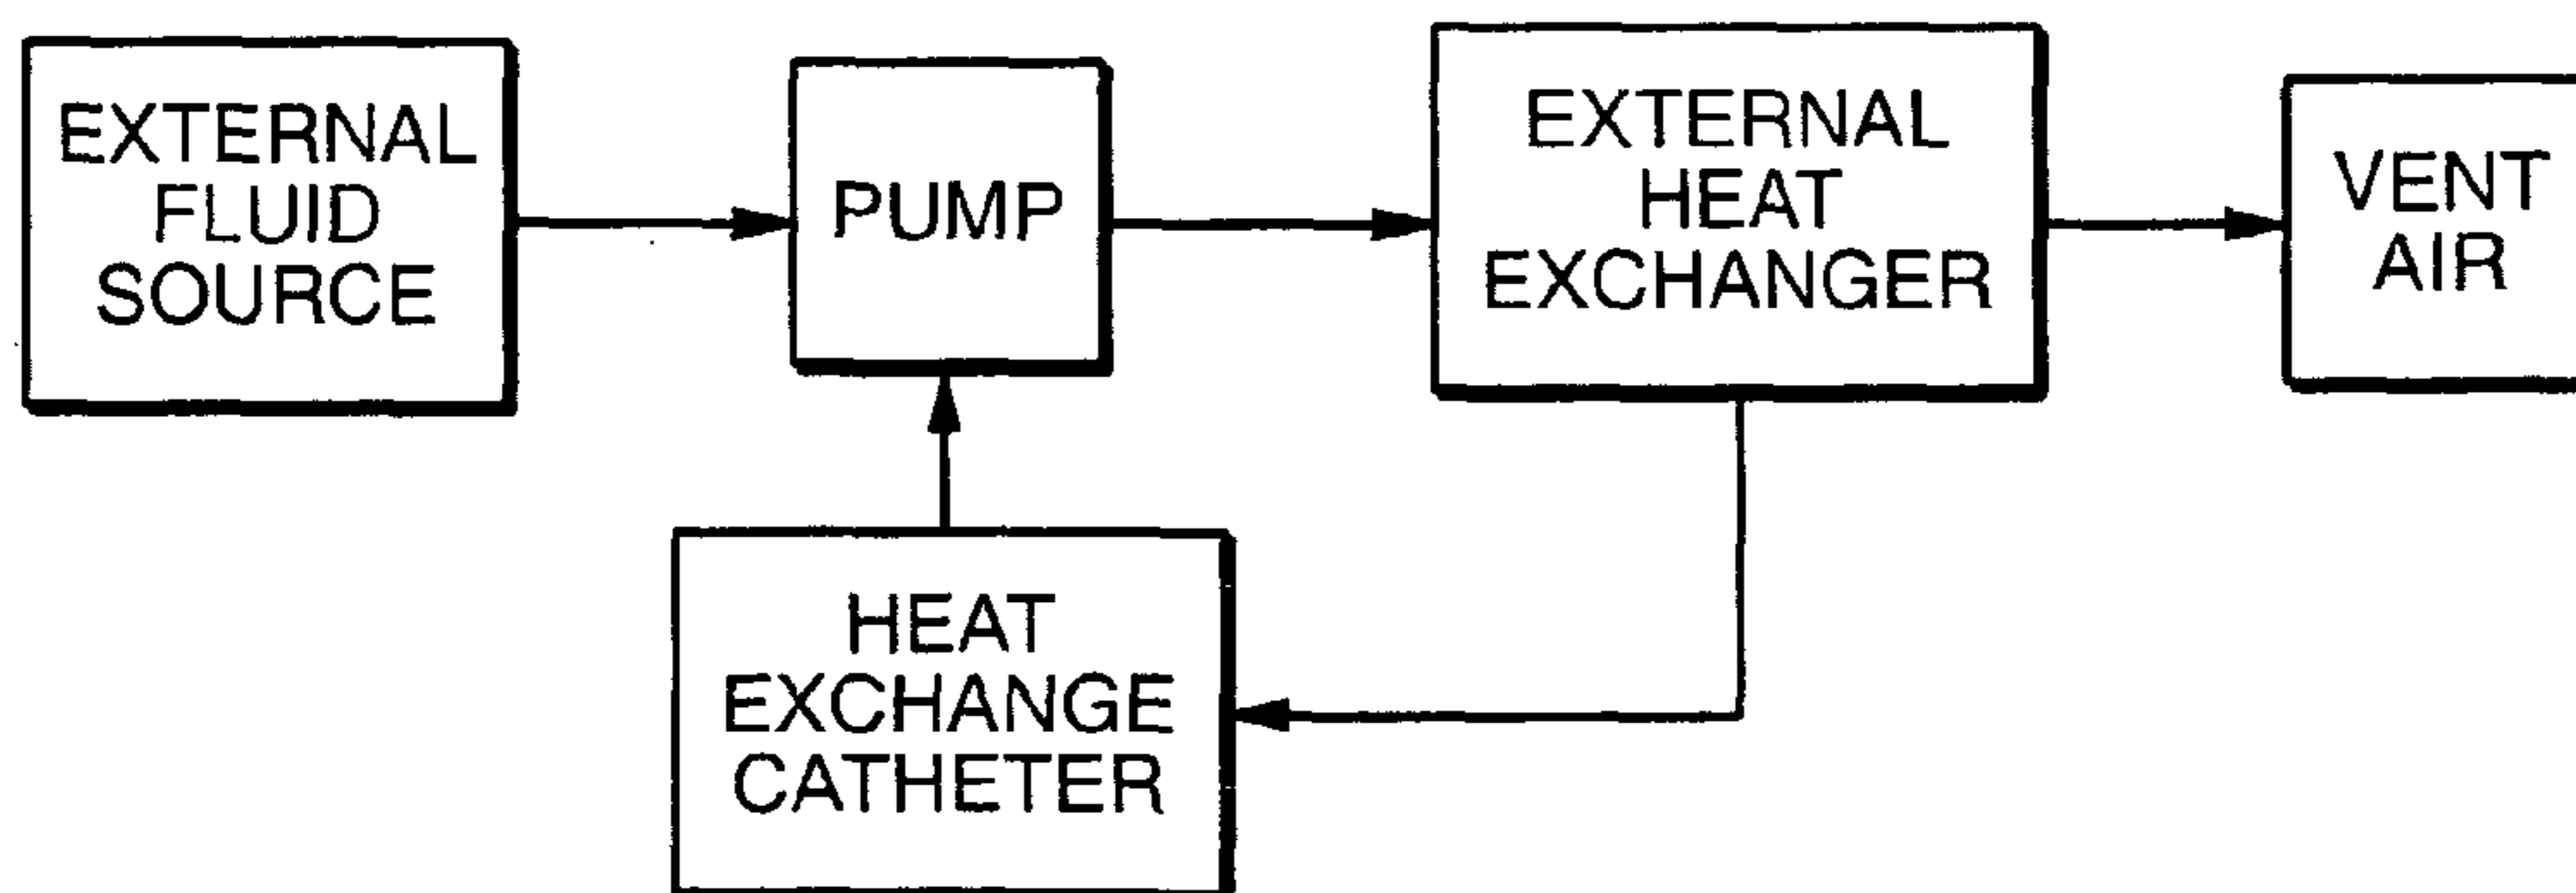 EXTERNAL
FLUID
SOURCE
PUMP
EXTERNAL
HEAT
EXCHANGER
VENT
AIR
HEAT
EXCHANGE
CATHETER